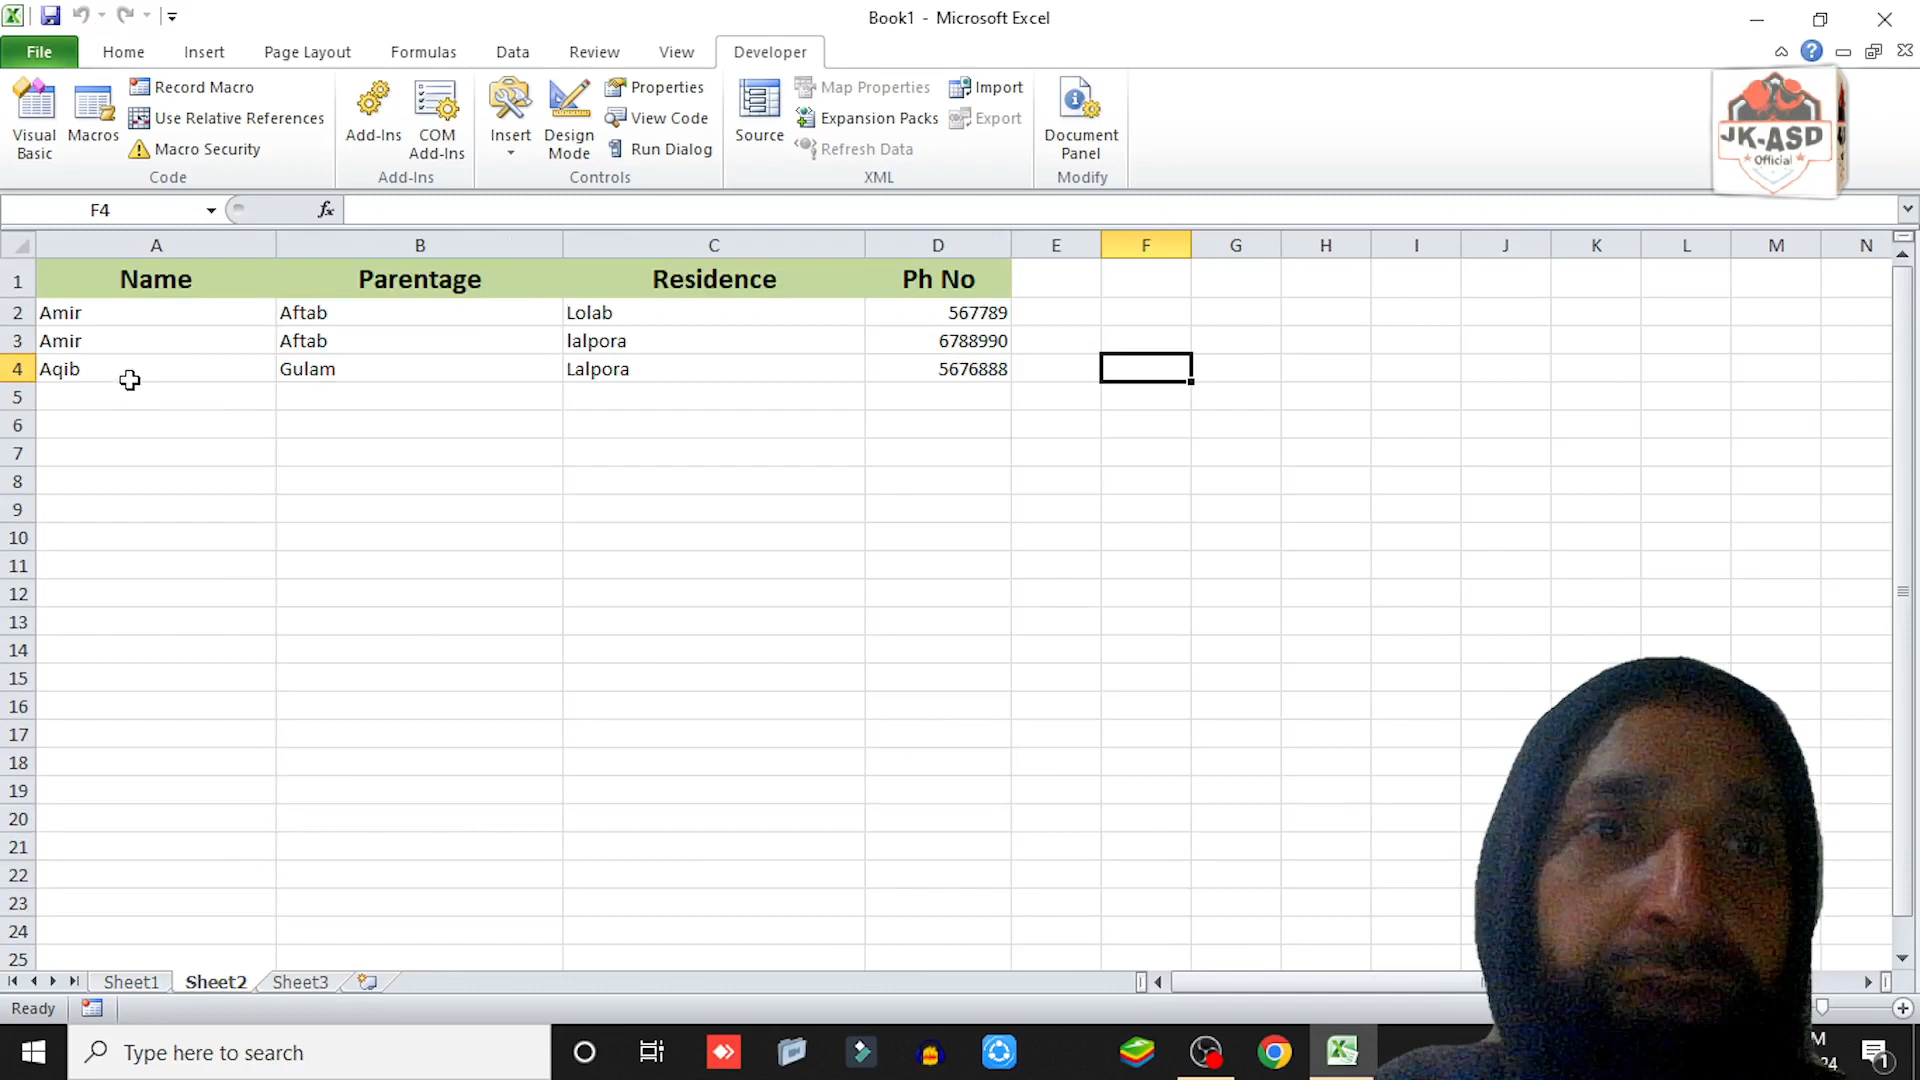 Book1 - Microsoft Excel
File Home Insert Page Layout Formulas Data Review View Developer
Visual Basic
Macros
Record Macro
Use Relative References
Macro Security
Code
Add-Ins
COM Add-Ins
Add-Ins
Insert
Design Mode
Properties
View Code
Run Dialog
Controls
Source
Map Properties
Expansion Packs
Refresh Data
Import
Export
XML
Document Panel
Modify
JK-ASD
Official
F4 fx
A B C D E F G H I J K L M N
1 Name Parentage Residence Ph No
2 Amir Aftab Lolab 567789
3 Amir Aftab lalpora 6788990
4 Aqib Gulam Lalpora 5676888
5
6
7
8
9
10
11
12
13
14
15
16
17
18
19
20
21
22
23
24
25
Sheet1 Sheet2 Sheet3
Ready
Type here to search
M
24
1